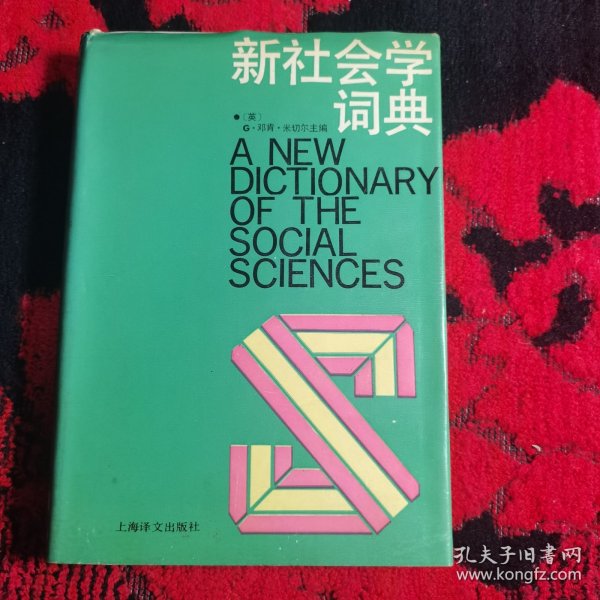 新社会学
词典
●〔英〕
G·邓肯·米切尔主编
A NEW
DICTIONARY
OF THE
SOCIAL
SCIENCES
上海译文出版社
孔夫子旧书网
www.kongfz.com